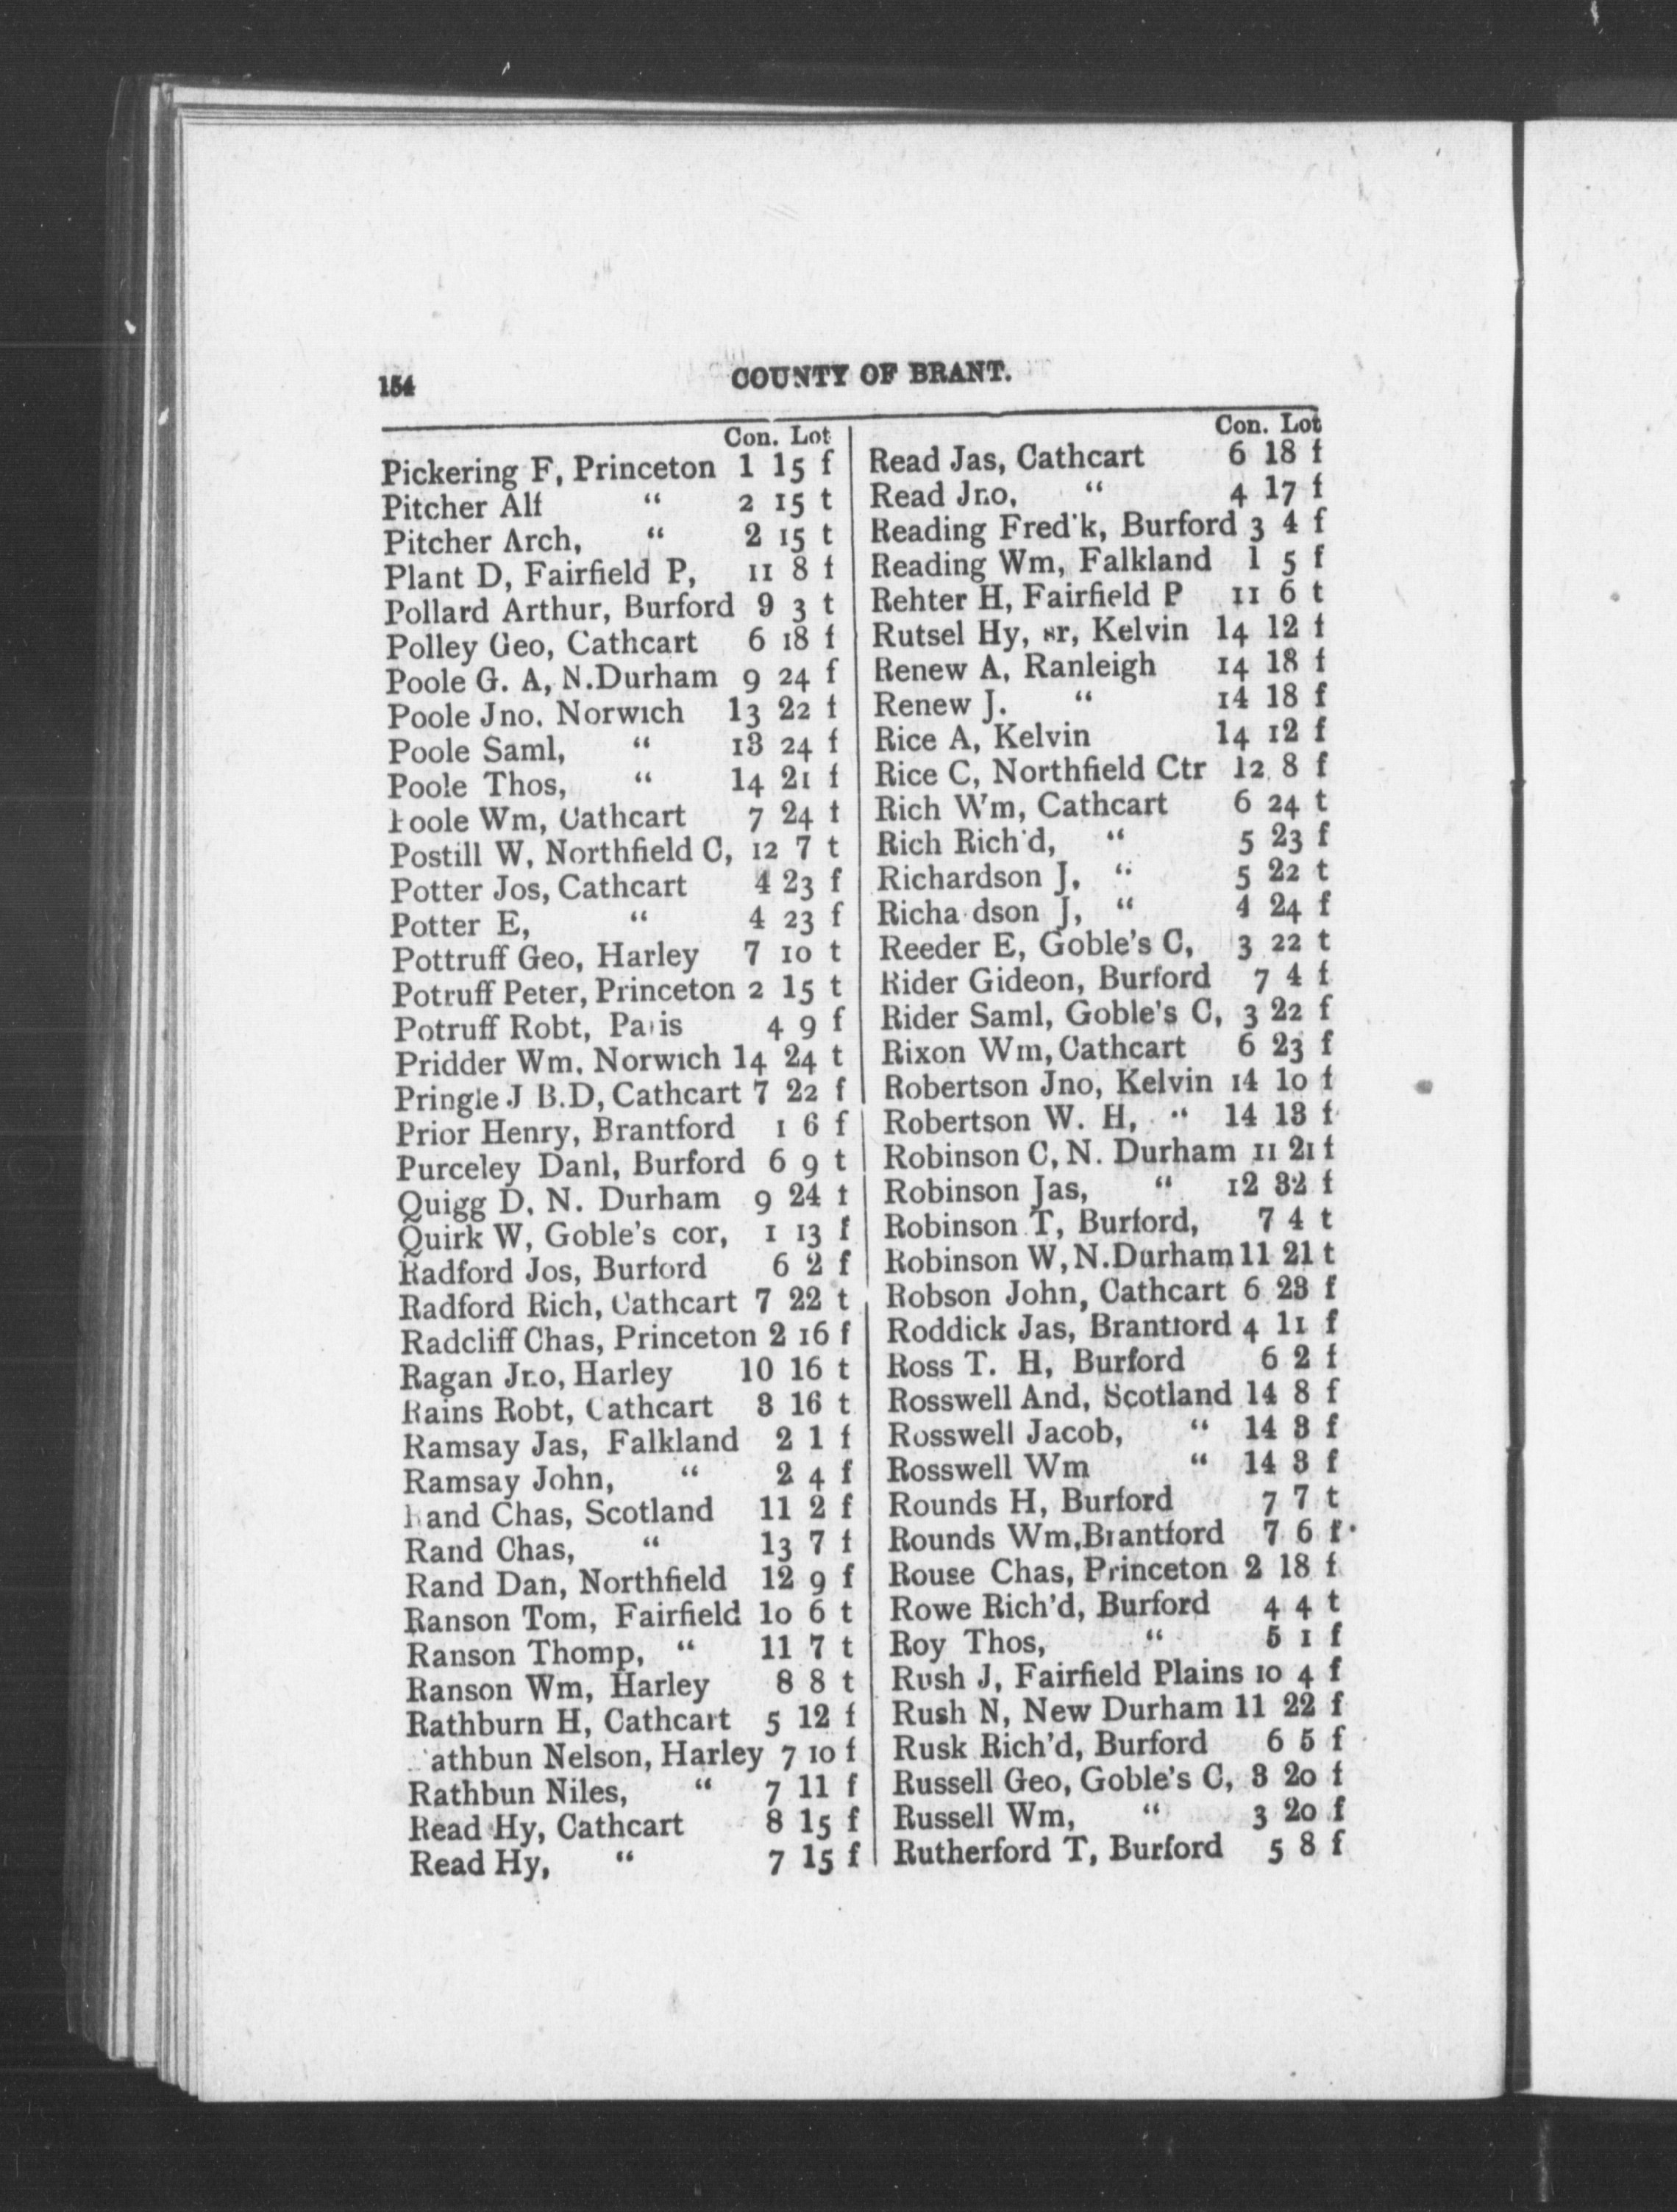 154
COUNTY OF BRANT.
Con. Lot
Pickering F, Princeton 1 15 f
Pitcher Alf “ 2 15 t
Pitcher Arch, “ 2 15 t
Plant D, Fairfield P, 11 8 f
Pollard Arthur, Burford 9 3 t
Polley Geo, Cathcart 6 18 f
Poole G. A, N.Durham 9 24 f
Poole Jno. Norwich 13 22 f
Poole Saml, “ 13 24 f
Poole Thos, “ 14 21 f
Poole Wm, Cathcart 7 24 t
Postill W, Northfield C, 12 7 t
Potter Jos, Cathcart 4 23 f
Potter E, “ 4 23 f
Pottruff Geo, Harley 7 10 t
Potruff Peter, Princeton 2 15 t
Potruff Robt, Paris 4 9 f
Pridder Wm. Norwich 14 24 t
Pringle J B.D, Cathcart 7 22 f
Prior Henry, Brantford 1 6 f
Purceley Danl, Burford 6 9 t
Quigg D, N. Durham 9 24 t
Quirk W, Goble's cor, 1 13 f
Radford Jos, Burford 6 2 f
Radford Rich, Cathcart 7 22 t
Radcliff Chas, Princeton 2 16 f
Ragan Jno, Harley 10 16 t
Rains Robt, Cathcart 8 16 t
Ramsay Jas, Falkland 2 1 f
Ramsay John, “ 2 4 f
Rand Chas, Scotland 11 2 f
Rand Chas, “ 13 7 f
Rand Dan, Northfield 12 9 f
Ranson Tom, Fairfield 10 6 t
Ranson Thomp, “ 11 7 t
Ranson Wm, Harley 8 8 t
Rathburn H, Cathcart 5 12 f
athbun Nelson, Harley 7 10 f
Rathbun Niles, “ 7 11 f
Read Hy, Cathcart 8 15 f
Read Hy, “ 7 15 f
Con. Lot
Read Jas, Cathcart 6 18 f
Read Jno, “ 4 17 f
Reading Fred'k, Burford 3 4 f
Reading Wm, Falkland 1 5 f
Rehter H, Fairfield P 11 6 t
Rutsel Hy, sr, Kelvin 14 12 f
Renew A, Ranleigh 14 18 f
Renew J. “ 14 18 f
Rice A, Kelvin 14 12 f
Rice C, Northfield Ctr 12 8 f
Rich Wm, Cathcart 6 24 t
Rich Rich'd, “ 5 23 f
Richardson J, “ 5 22 t
Richa dson J, “ 4 24 f
Reeder E, Goble's C, 3 22 t
Rider Gideon, Burford 7 4 f
Rider Saml, Goble's C, 3 22 f
Rixon Wm, Cathcart 6 23 f
Robertson Jno, Kelvin 14 10 f
Robertson W. H, “ 14 13 f
Robinson C, N. Durham 11 21 f
Robinson Jas, “ 12 32 f
Robinson T, Burford, 7 4 t
Robinson W, N.Durham 11 21 t
Robson John, Cathcart 6 23 f
Roddick Jas, Brantford 4 11 f
Ross T. H, Burford 6 2 f
Rosswell And, Scotland 14 8 f
Rosswell Jacob, “ 14 8 f
Rosswell Wm “ 14 8 f
Rounds H, Burford 7 7 t
Rounds Wm,Brantford 7 6 f
Rouse Chas, Princeton 2 18 f
Rowe Rich'd, Burford 4 4 t
Roy Thos, “ 5 1 f
Rush J, Fairfield Plains 10 4 f
Rush N, New Durham 11 22 f
Rusk Rich'd, Burford 6 5 f
Russell Geo, Goble's C, 3 20 f
Russell Wm, “ 3 20 f
Rutherford T, Burford 5 8 f